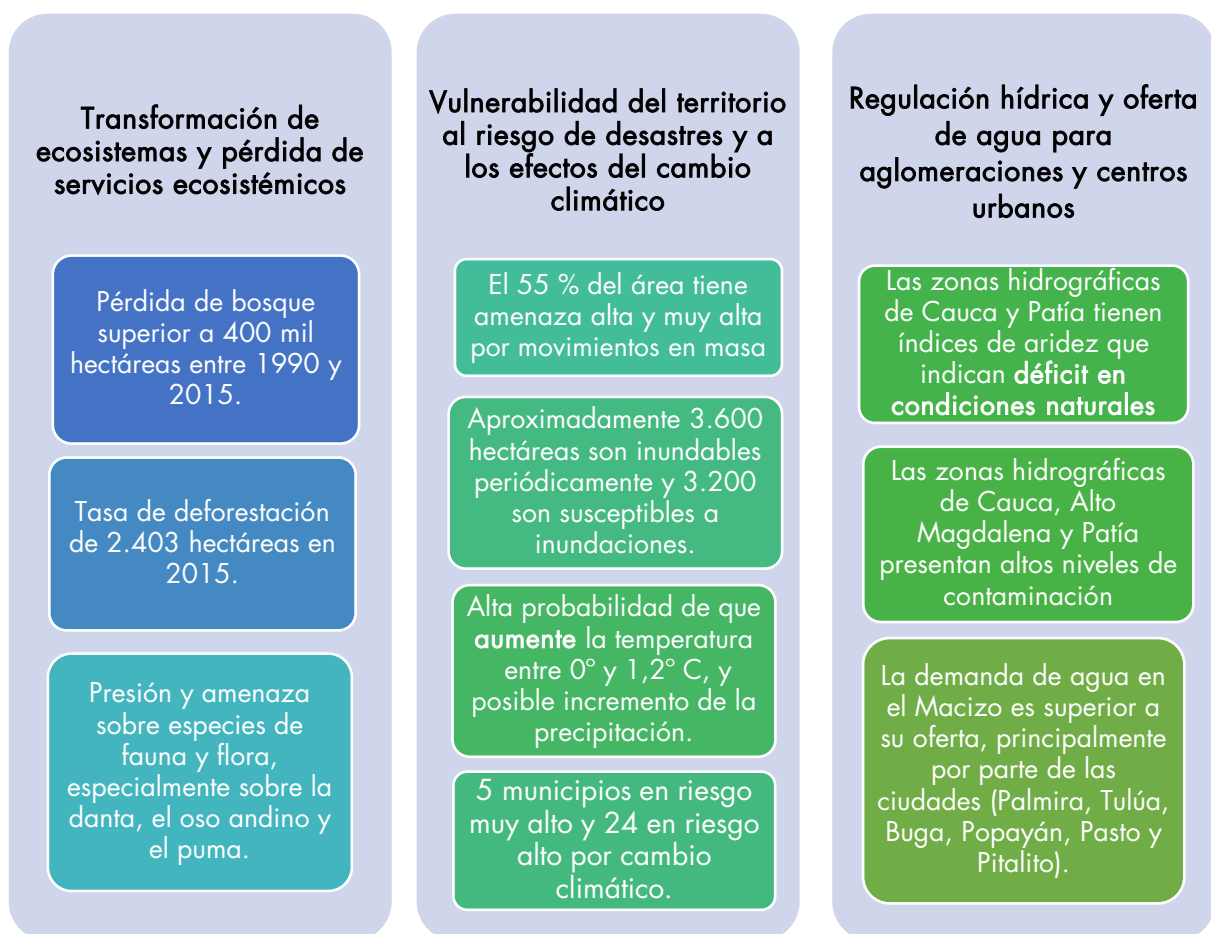 Transformación de
ecosistemas y pérdida de
servicios ecosistémicos
Pérdida de bosque
superior a 400 mil
hectáreas entre 1990 y
2015.
Tasa de deforestación
de 2.403 hectáreas en
2015.
Presión y amenaza
sobre especies de
fauna y flora,
especialmente sobre la
danta, el oso andino y
el puma.
Vulnerabilidad del territorio
al riesgo de desastres y a
los efectos del cambio
climático
El 55 % del área tiene
amenaza alta y muy alta
por movimientos en masa
Aproximadamente 3.600
hectáreas son inundables
periódicamente y 3.200
son susceptibles a
inundaciones.
Alta probabilidad de que
aumente la temperatura
entre 0º y 1,2º C, y
posible incremento de la
precipitación.
5 municipios en riesgo
muy alto y 24 en riesgo
alto por cambio
climático.
Regulación hídrica y oferta
de agua para
aglomeraciones y centros
urbanos
Las zonas hidrográficas
de Cauca y Patía tienen
índices de aridez que
indican déficit en
condiciones naturales
Las zonas hidrográficas
de Cauca, Alto
Magdalena y Patía
presentan altos niveles de
contaminación
La demanda de agua en
el Macizo es superior a
su oferta, principalmente
por parte de las
ciudades (Palmira, Tulúa,
Buga, Popayán, Pasto y
Pitalito).